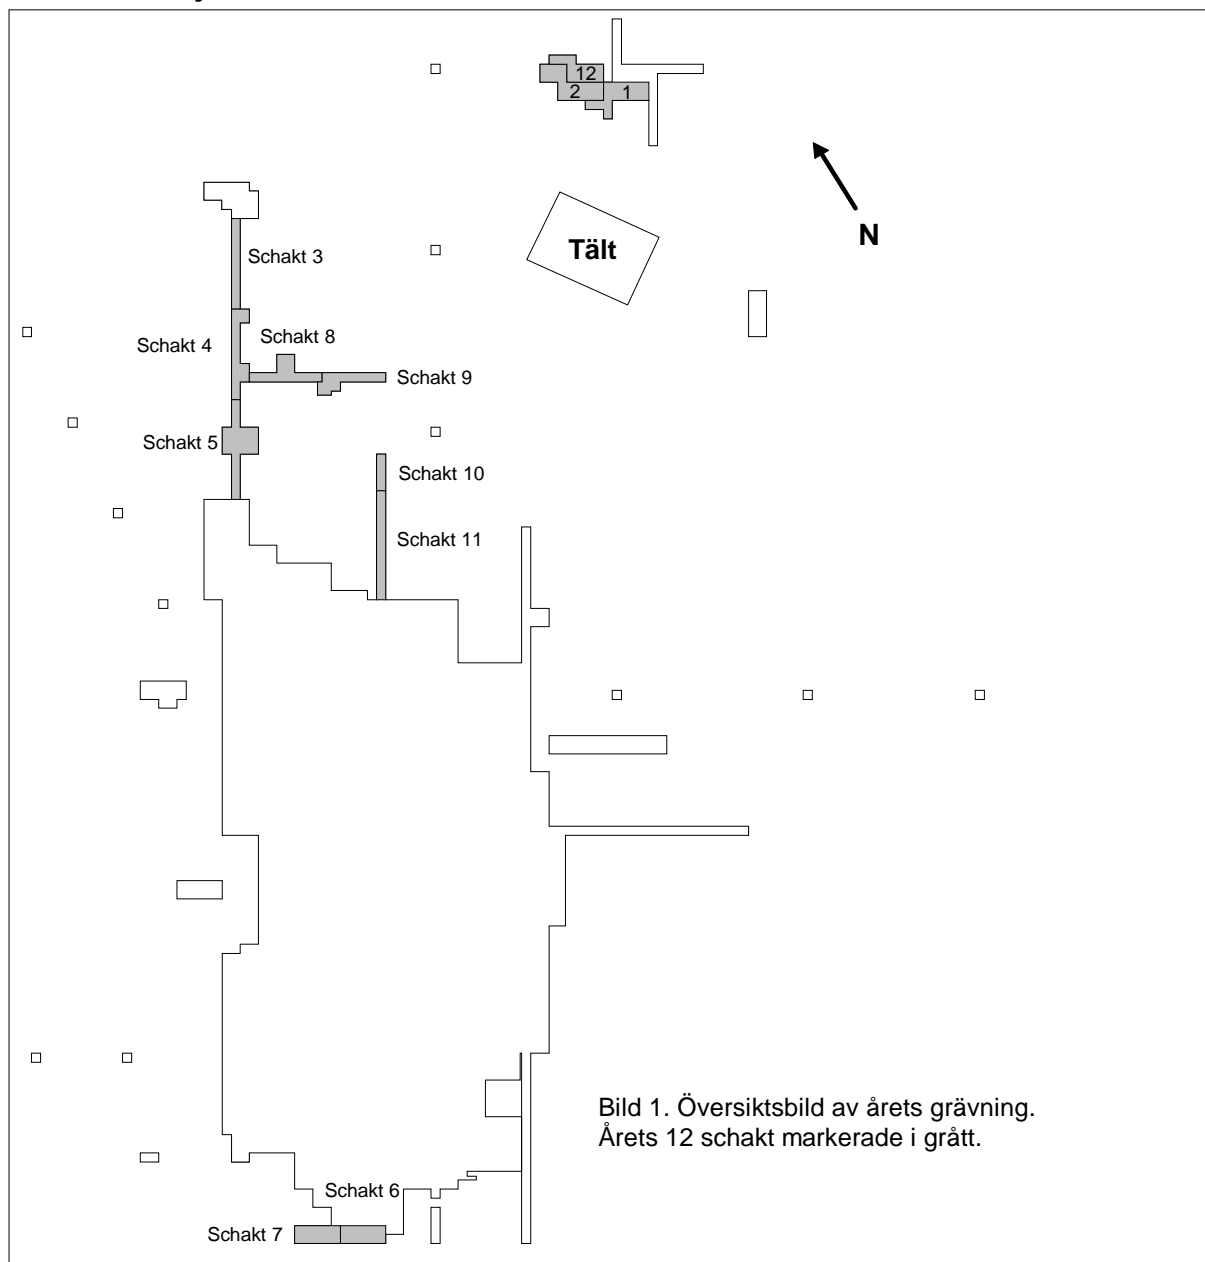 12
2
1
N
Tält
Schakt 3
Schakt 8
Schakt 4
Schakt 9
Schakt 5
Schakt 10
Schakt 11
Bild 1. Översiktsbild av årets grävning.
Årets 12 schakt markerade i grått.
Schakt 6
Schakt 7